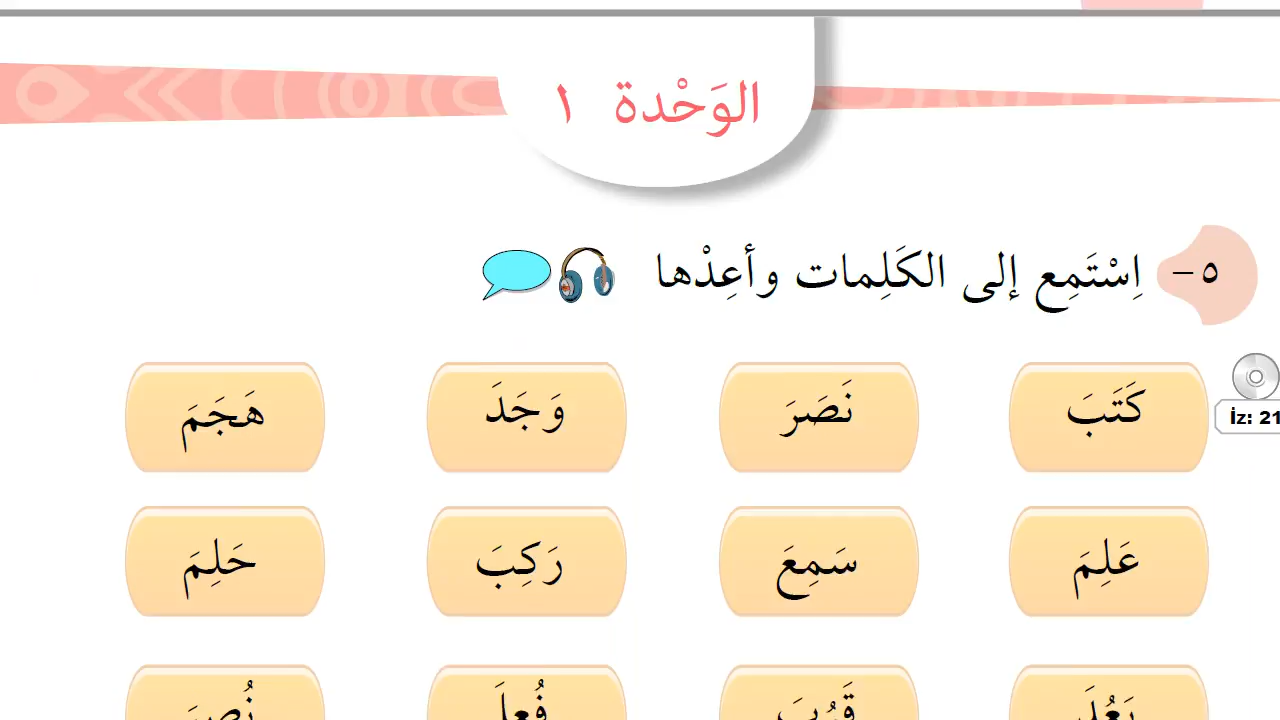 الوَحْدة ١
٥- اِسْتَمِع إلى الكَلِمات وأعِدْها
كَتَبَ نَصَرَ وَجَدَ هَجَمَ
İz: 21
عَلِمَ سَمِعَ رَكِبَ حَلِمَ
بَعُدَ قَرُبَ فُعِلَ نُصِرَ